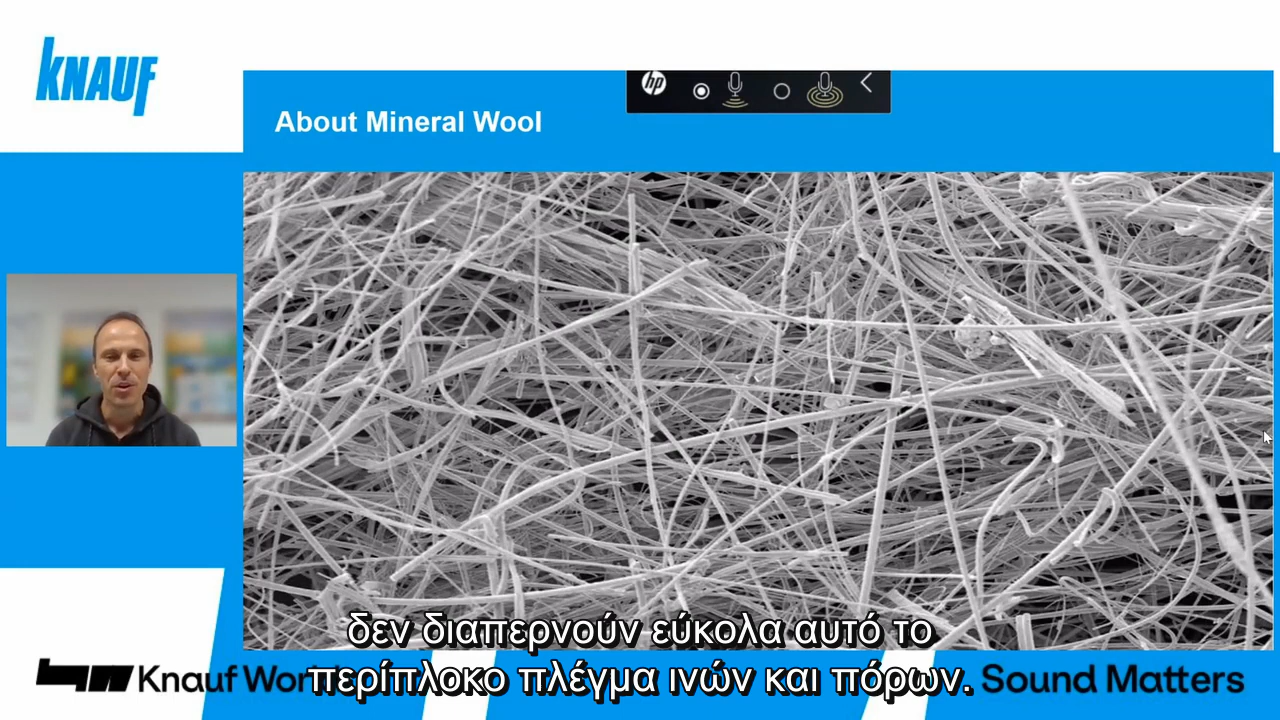 KNAUF
hp
About Mineral Wool
δεν διαπερνούν εύκολα αυτό το
περίπλοκο πλέγμα ινών και πόρων.
Knauf Wor
Sound Matters